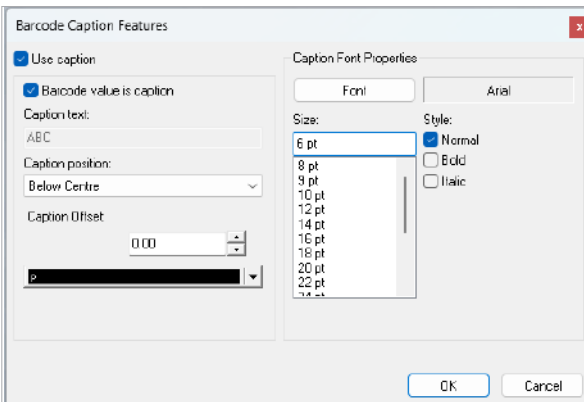 Barcode Caption Features
x
Use caption
Barcode value is caption
Caption text:
ABC
Caption position:
Below Centre
Caption Offset
0.00
P
Caption Font Properties
Font
Arial
Size:
6 pt
8 pt
9 pt
10 pt
12 pt
14 pt
16 pt
18 pt
20 pt
22 pt
24 pt
Style:
Normal
Bold
Italic
OK
Cancel